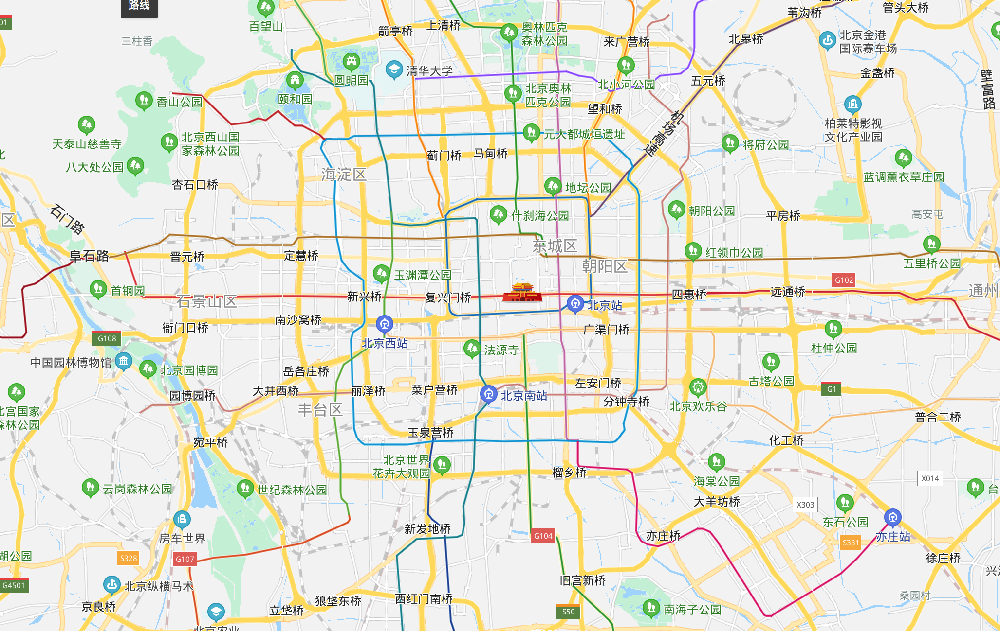 路线
01
百望山
三柱香
箭亭桥
上清桥
奥林匹克
森林公园
来广营桥
北皋桥
苇沟桥
管头大桥
北京金港
国际赛车场
圆明园
清华大学
颐和园
北京奥林
匹克公园
北小河公园
五元桥
金盏桥
壁富路
香山公园
望和桥
机场高速
柏莱特影视
文化产业园
天泰山慈善寺
北京西山国
家森林公园
元大都城垣遗址
将府公园
化
八大处公园
蓟门桥
马甸桥
海淀区
蓝调薰衣草庄园
杏石口桥
地坛公园
石门路
区
什刹海公园
朝阳公园
平房桥
高安屯
阜石路
晋元桥
定慧桥
东城区
朝阳区
红领巾公园
五里桥公园
玉渊潭公园
首钢园
石景山区
新兴桥
复兴门桥
北京站
四惠桥
远通桥
G102
通州
衙门口桥
南沙窝桥
广渠门桥
G108
北京西站
法源寺
杜仲公园
中国园林博物馆
北京园博园
岳各庄桥
左安门桥
古塔公园
G1
园博园桥
大井西桥
丽泽桥
菜户营桥
北京南站
分钟寺桥
北京欢乐谷
北宫国家
森林公园
丰台区
普合二桥
宛平桥
玉泉营桥
化工桥
北京世界
花卉大观园
榴乡桥
海棠公园
X014
云岗森林公园
世纪森林公园
大羊坊桥
X303
台
东石公园
房车世界
新发地桥
G104
亦庄桥
S331
亦庄站
湖公园
S328
G107
徐庄桥
兴
G4501
北京纵横马术
旧宫新桥
桑园村
京良桥
立垡桥
狼垡东桥
西红门南桥
S50
南海子公园
北京农业